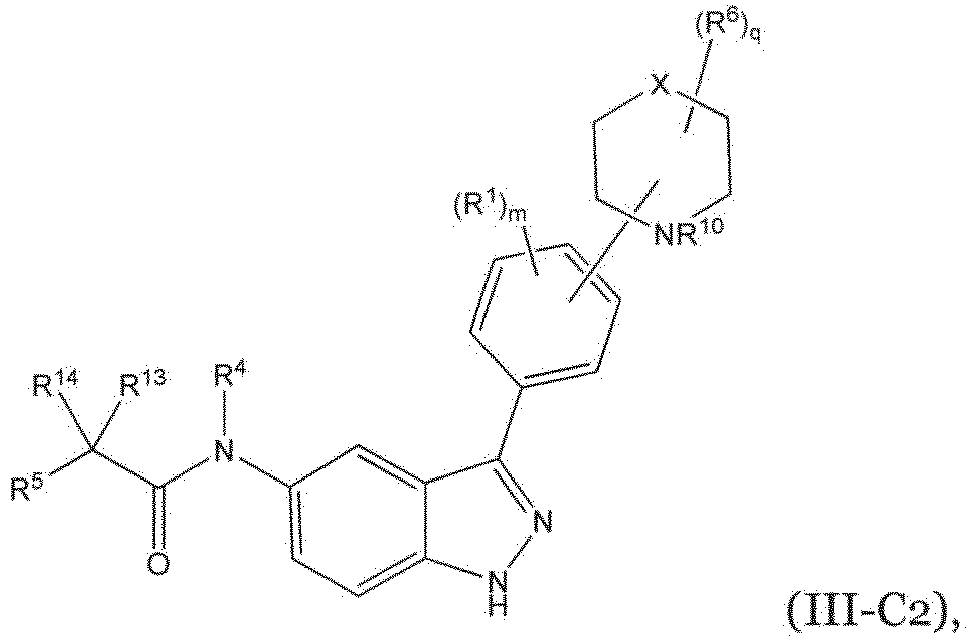 (R⁶)q
X
(R¹)m
NR¹⁰
R¹⁴ R¹³ R⁴
N
R⁵
N
O
N
H
(III-C2),